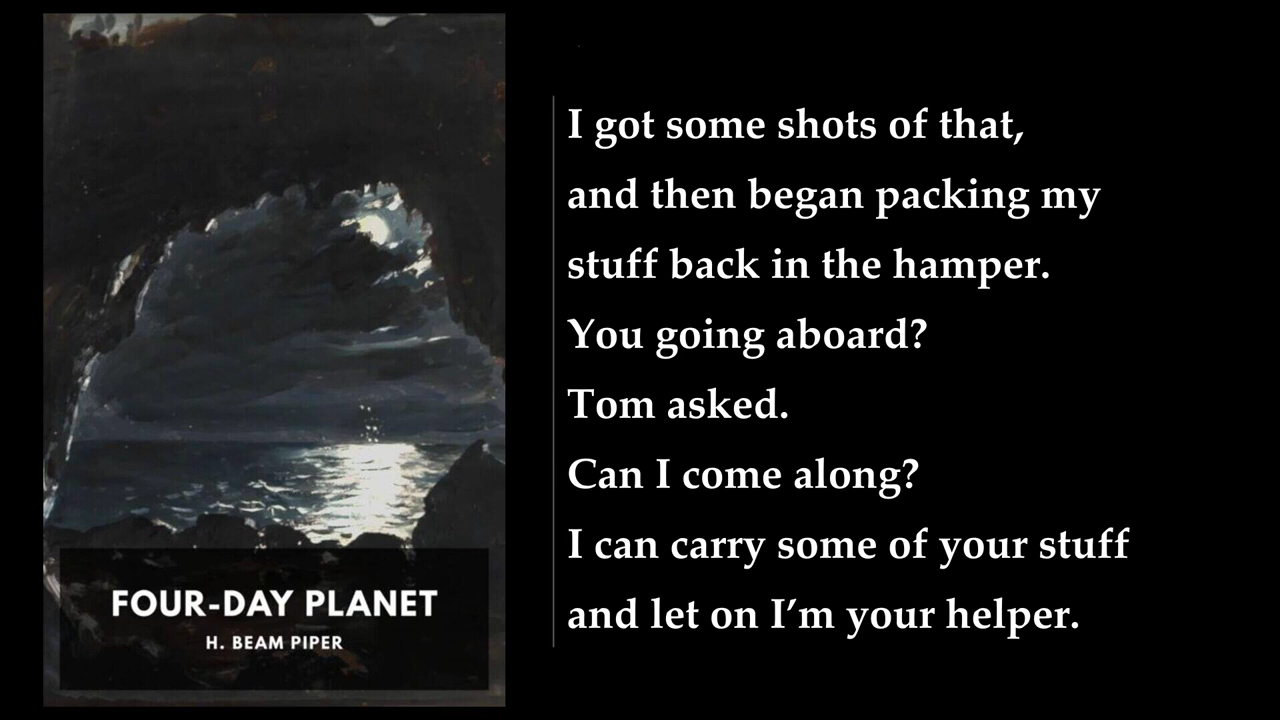 FOUR-DAY PLANET
H. BEAM PIPER
I got some shots of that,
and then began packing my
stuff back in the hamper.
You going aboard?
Tom asked.
Can I come along?
I can carry some of your stuff
and let on I’m your helper.